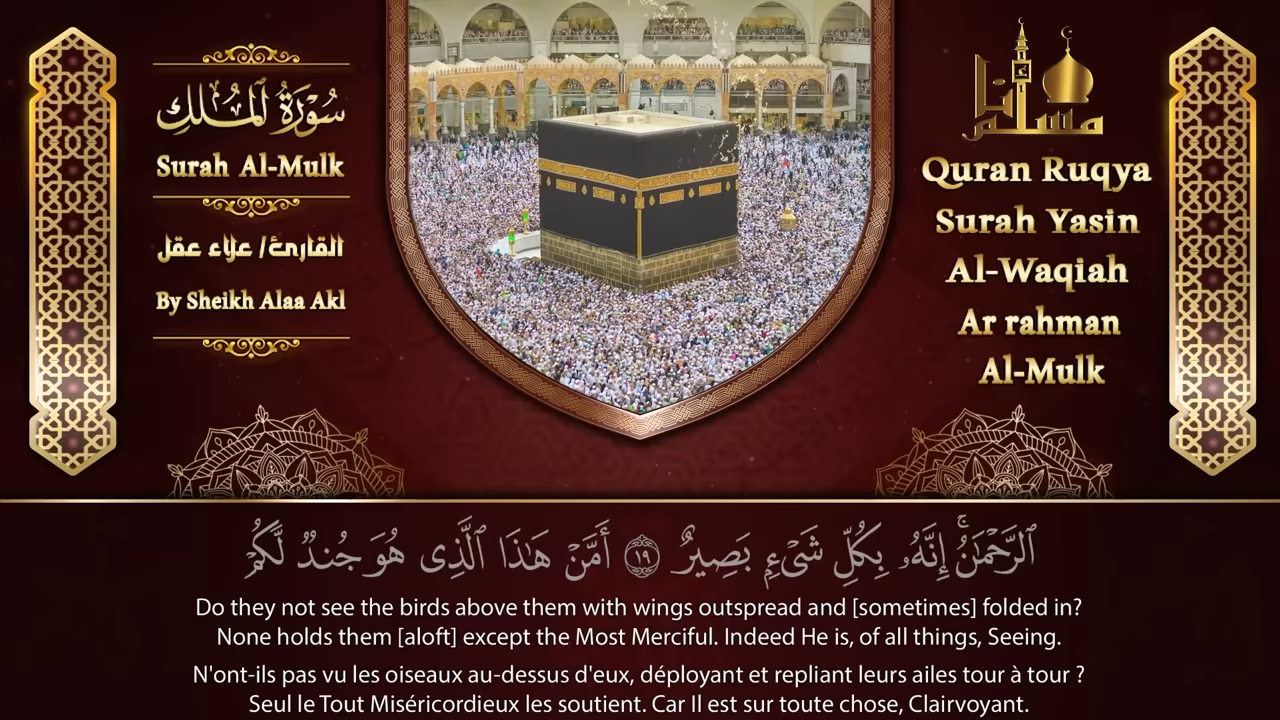 سُورَةُ الْمُلْكِ
Surah Al-Mulk
القارئ/ علاء عقل
By Sheikh Alaa Akl
أنا
مسلم
Quran Ruqya
Surah Yasin
Al-Waqiah
Ar rahman
Al-Mulk
ٱلرَّحْمَٰنُ ۚ إِنَّهُۥ بِكُلِّ شَىْءٍۭ بَصِيرٌ ١٩ أَمَّنْ هَٰذَا ٱلَّذِى هُوَ جُندٌ لَّكُمْ
Do they not see the birds above them with wings outspread and [sometimes] folded in?
None holds them [aloft] except the Most Merciful. Indeed He is, of all things, Seeing.
N'ont-ils pas vu les oiseaux au-dessus d'eux, déployant et repliant leurs ailes tour à tour ?
Seul le Tout Miséricordieux les soutient. Car Il est sur toute chose, Clairvoyant.